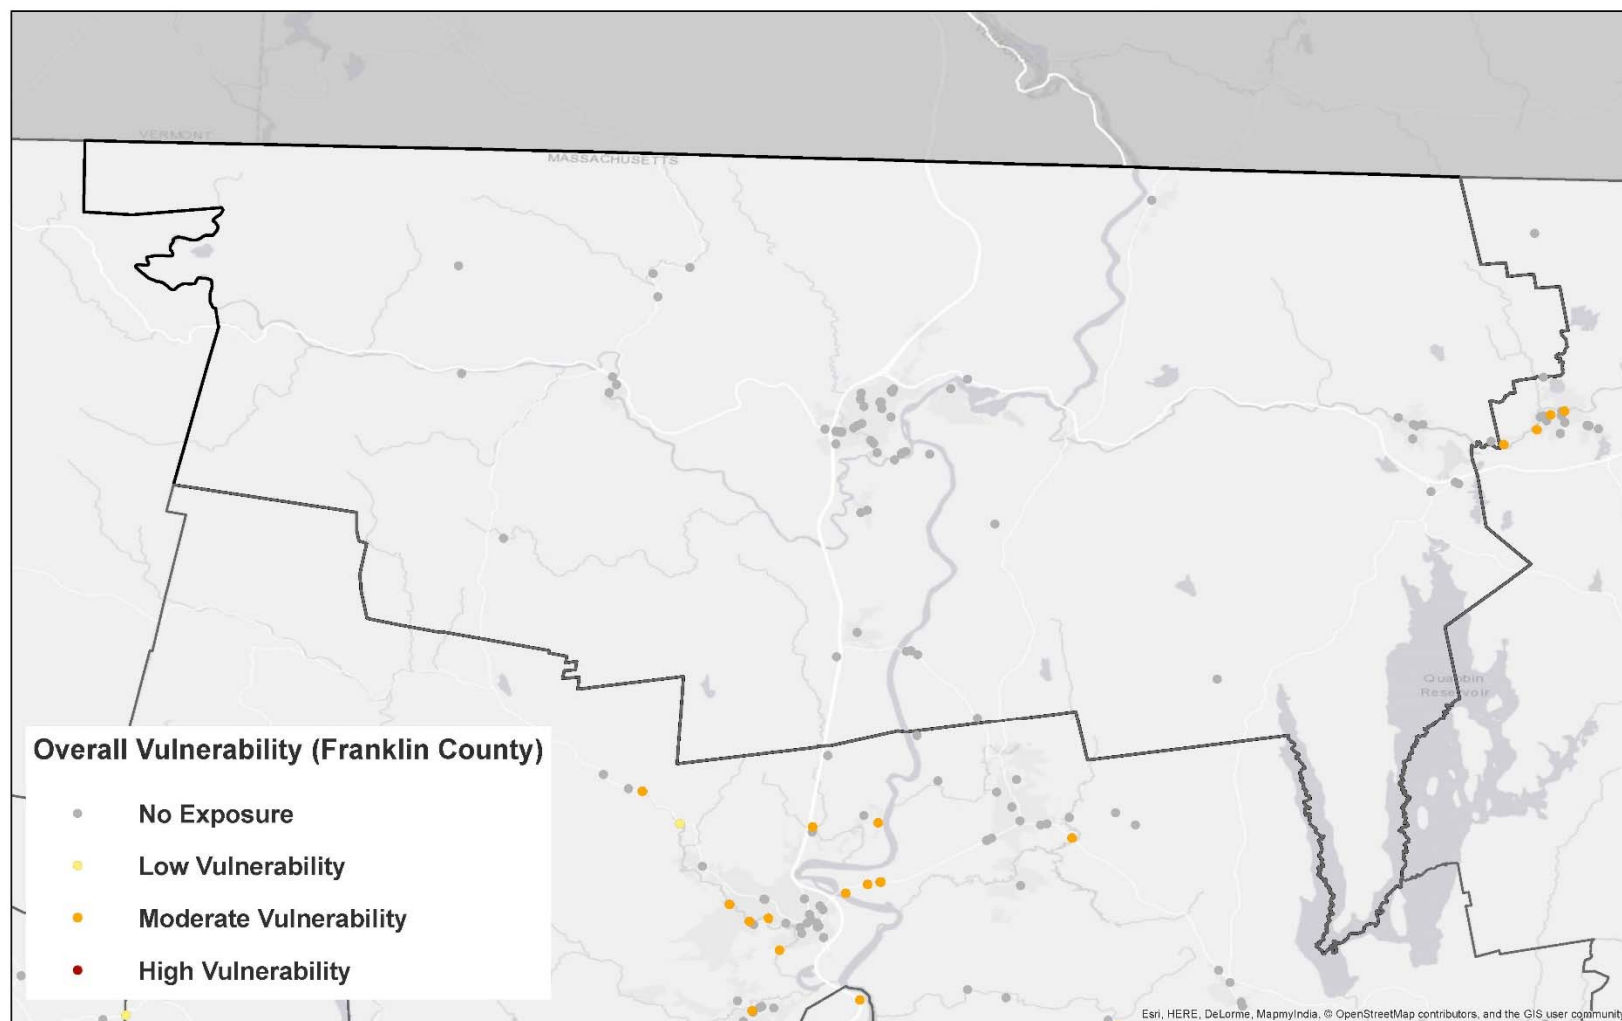 VERMONT
MASSACHUSETTS
Quabbin
Reservoir
Overall Vulnerability (Franklin County)
No Exposure
Low Vulnerability
Moderate Vulnerability
High Vulnerability
Esri, HERE, DeLorme, MapmyIndia, © OpenStreetMap contributors, and the GIS user communit